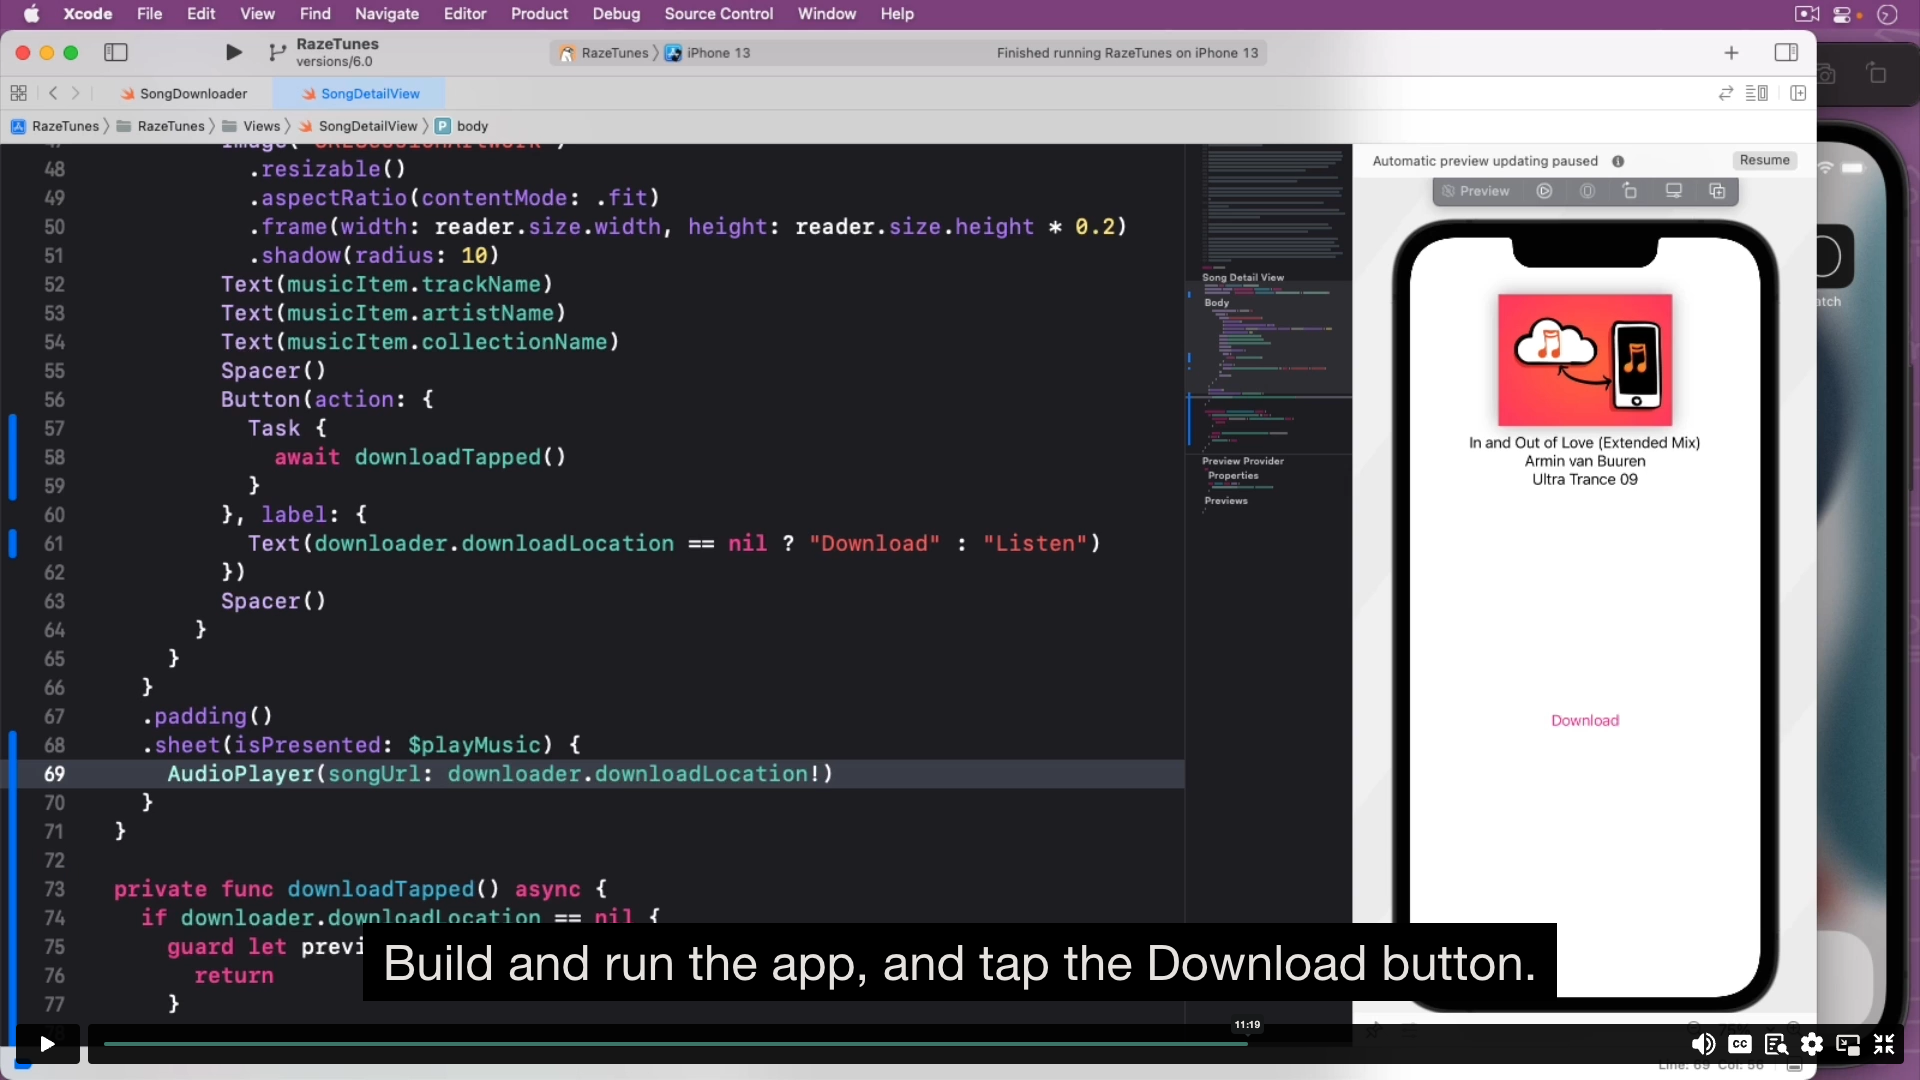 Xcode File Edit View Find Navigate Editor Product Debug Source Control Window Help
RazeTunes
versions/6.0
RazeTunes 〉 iPhone 13
Finished running RazeTunes on iPhone 13
SongDownloader
SongDetailView
RazeTunes 〉 RazeTunes 〉 Views 〉 SongDetailView 〉 P body
48 .resizable()
49 .aspectRatio(contentMode: .fit)
50 .frame(width: reader.size.width, height: reader.size.height * 0.2)
51 .shadow(radius: 10)
52 Text(musicItem.trackName)
53 Text(musicItem.artistName)
54 Text(musicItem.collectionName)
55 Spacer()
56 Button(action: {
57 Task {
58 await downloadTapped()
59 }
60 }, label: {
61 Text(downloader.downloadLocation == nil ? "Download" : "Listen")
62 })
63 Spacer()
64 }
65 }
66 }
67 .padding()
68 .sheet(isPresented: $playMusic) {
69 AudioPlayer(songUrl: downloader.downloadLocation!)
70 }
71 }
72
73 private func downloadTapped() async {
74 if downloader.downloadLocation == nil {
75 guard let previ
76 return
77 }
Song Detail View
Body
Preview Provider
Properties
Previews
Automatic preview updating paused
Resume
Preview
In and Out of Love (Extended Mix)
Armin van Buuren
Ultra Trance 09
Download
Build and run the app, and tap the Download button.
11:19
CC